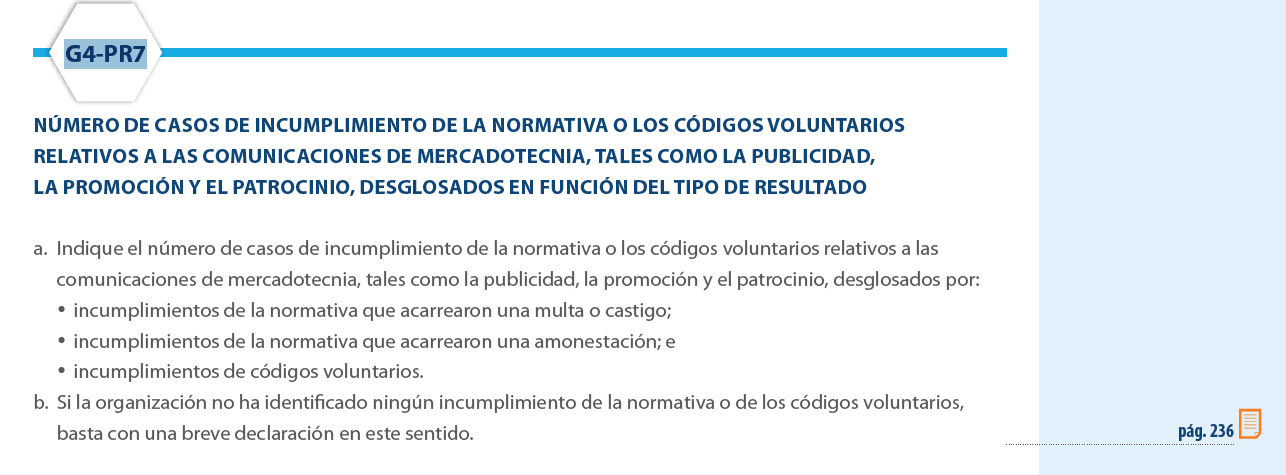 G4-PR7
NÚMERO DE CASOS DE INCUMPLIMIENTO DE LA NORMATIVA O LOS CÓDIGOS VOLUNTARIOS
RELATIVOS A LAS COMUNICACIONES DE MERCADOTECNIA, TALES COMO LA PUBLICIDAD,
LA PROMOCIÓN Y EL PATROCINIO, DESGLOSADOS EN FUNCIÓN DEL TIPO DE RESULTADO
a. Indique el número de casos de incumplimiento de la normativa o los códigos voluntarios relativos a las
comunicaciones de mercadotecnia, tales como la publicidad, la promoción y el patrocinio, desglosados por:
• incumplimientos de la normativa que acarrearon una multa o castigo;
• incumplimientos de la normativa que acarrearon una amonestación; e
• incumplimientos de códigos voluntarios.
b. Si la organización no ha identificado ningún incumplimiento de la normativa o de los códigos voluntarios,
basta con una breve declaración en este sentido.
pág. 236